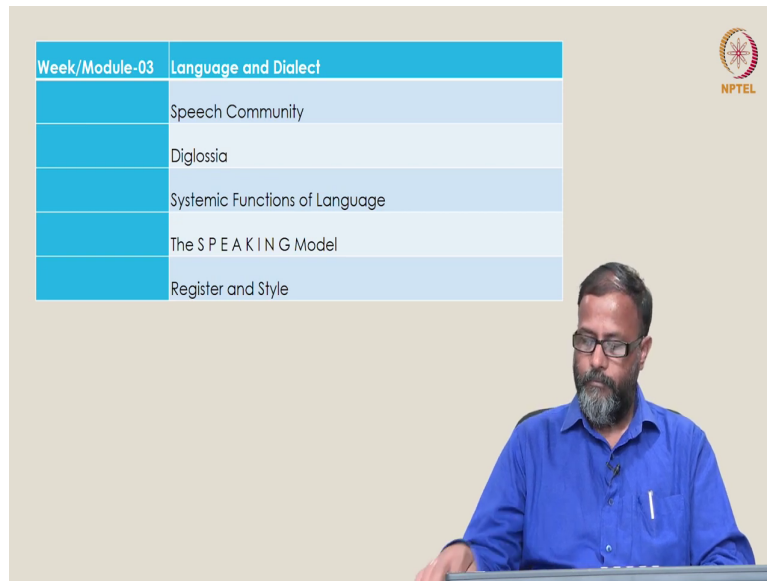 Week/Module-03 Language and Dialect
Speech Community
Diglossia
Systemic Functions of Language
The S P E A K I N G Model
Register and Style
NPTEL